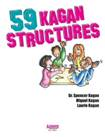 59 KAGAN
STRUCTURES
Dr. Spencer Kagan
Miguel Kagan
Laurie Kagan